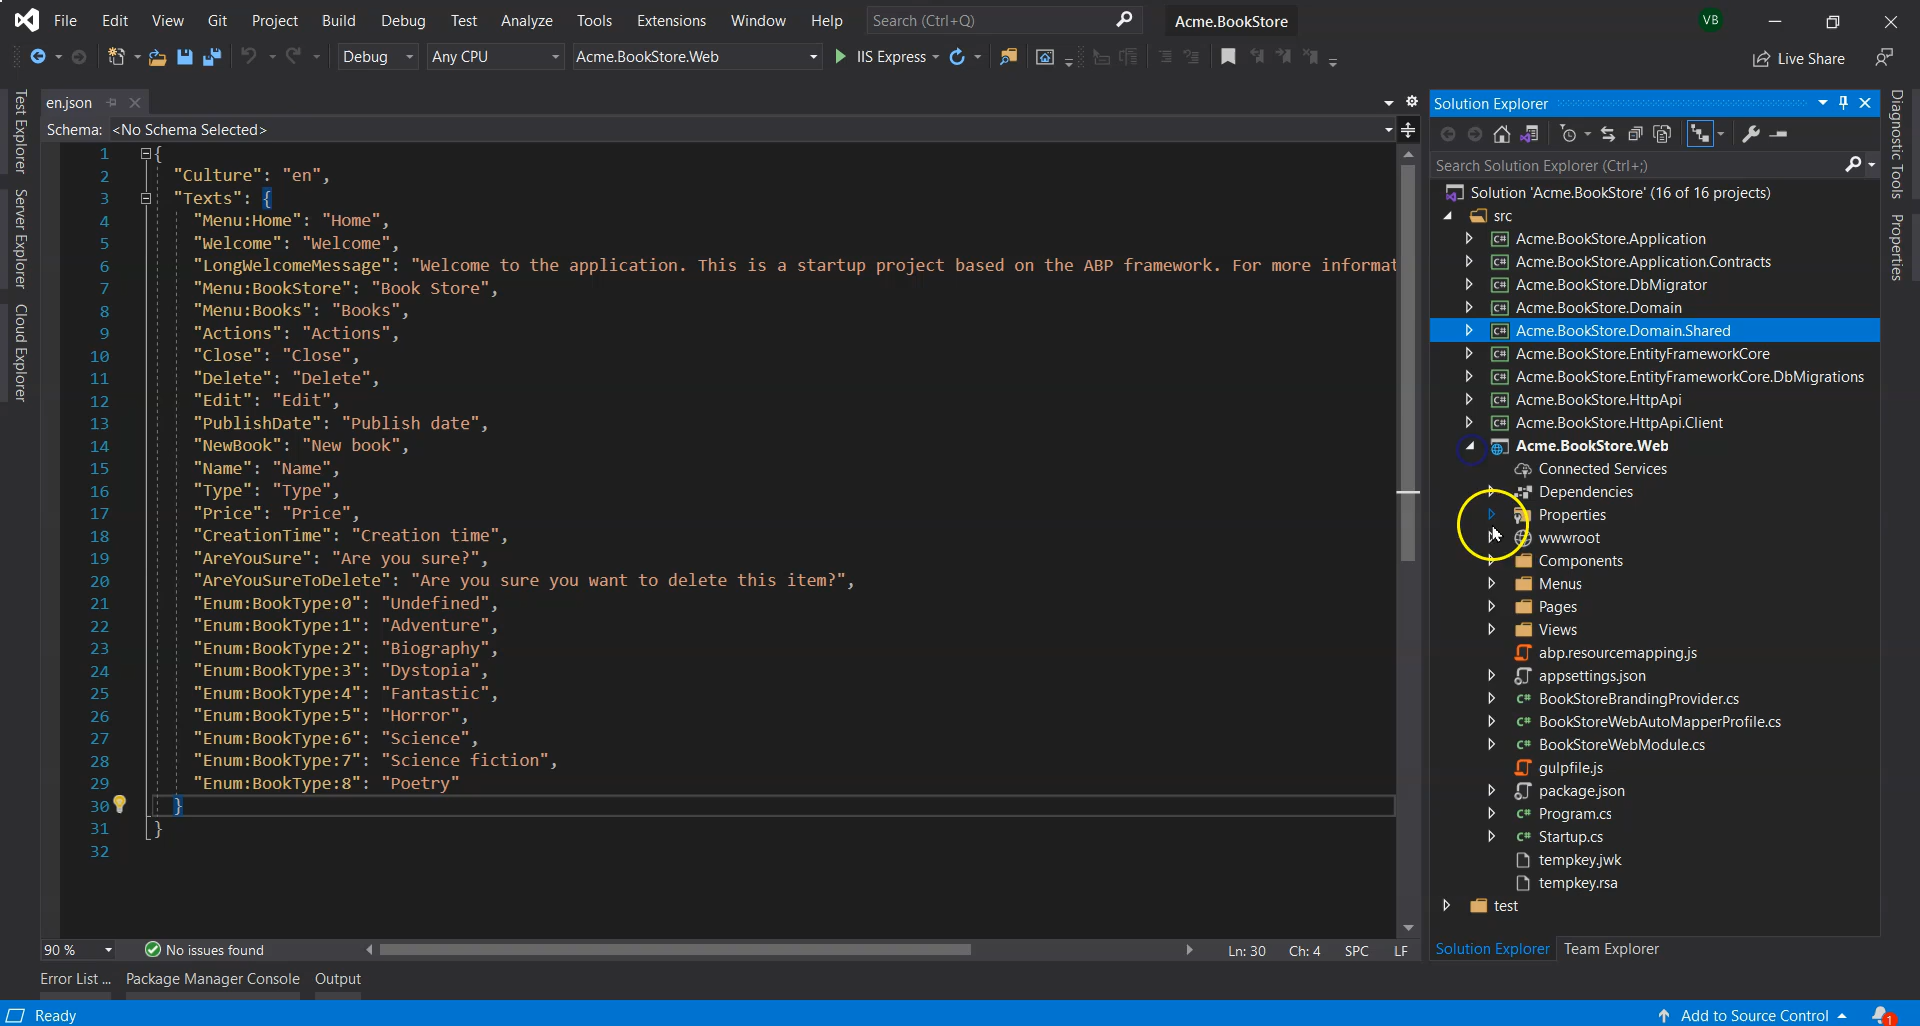 File Edit View Git Project Build Debug Test Analyze Tools Extensions Window Help Search (Ctrl+Q) Acme.BookStore VB
Debug Any CPU Acme.BookStore.Web IIS Express Live Share
Test Explorer
Server Explorer
Cloud Explorer
en.json
Schema: <No Schema Selected>
1 {
2 "Culture": "en",
3 "Texts": {
4 "Menu:Home": "Home",
5 "Welcome": "Welcome",
6 "LongWelcomeMessage": "Welcome to the application. This is a startup project based on the ABP framework. For more informat
7 "Menu:BookStore": "Book Store",
8 "Menu:Books": "Books",
9 "Actions": "Actions",
10 "Close": "Close",
11 "Delete": "Delete",
12 "Edit": "Edit",
13 "PublishDate": "Publish date",
14 "NewBook": "New book",
15 "Name": "Name",
16 "Type": "Type",
17 "Price": "Price",
18 "CreationTime": "Creation time",
19 "AreYouSure": "Are you sure?",
20 "AreYouSureToDelete": "Are you sure you want to delete this item?",
21 "Enum:BookType:0": "Undefined",
22 "Enum:BookType:1": "Adventure",
23 "Enum:BookType:2": "Biography",
24 "Enum:BookType:3": "Dystopia",
25 "Enum:BookType:4": "Fantastic",
26 "Enum:BookType:5": "Horror",
27 "Enum:BookType:6": "Science",
28 "Enum:BookType:7": "Science fiction",
29 "Enum:BookType:8": "Poetry"
30 }
31 }
32
90 % No issues found Ln: 30 Ch: 4 SPC LF
Error List ... Package Manager Console Output
Solution Explorer
Search Solution Explorer (Ctrl+;)
Solution 'Acme.BookStore' (16 of 16 projects)
src
C# Acme.BookStore.Application
C# Acme.BookStore.Application.Contracts
C# Acme.BookStore.DbMigrator
C# Acme.BookStore.Domain
C# Acme.BookStore.Domain.Shared
C# Acme.BookStore.EntityFrameworkCore
C# Acme.BookStore.EntityFrameworkCore.DbMigrations
C# Acme.BookStore.HttpApi
C# Acme.BookStore.HttpApi.Client
Acme.BookStore.Web
Connected Services
Dependencies
Properties
wwwroot
Components
Menus
Pages
Views
abp.resourcemapping.js
appsettings.json
C# BookStoreBrandingProvider.cs
C# BookStoreWebAutoMapperProfile.cs
C# BookStoreWebModule.cs
gulpfile.js
package.json
C# Program.cs
C# Startup.cs
tempkey.jwk
tempkey.rsa
test
Solution Explorer Team Explorer
Diagnostic Tools
Properties
Ready Add to Source Control 1